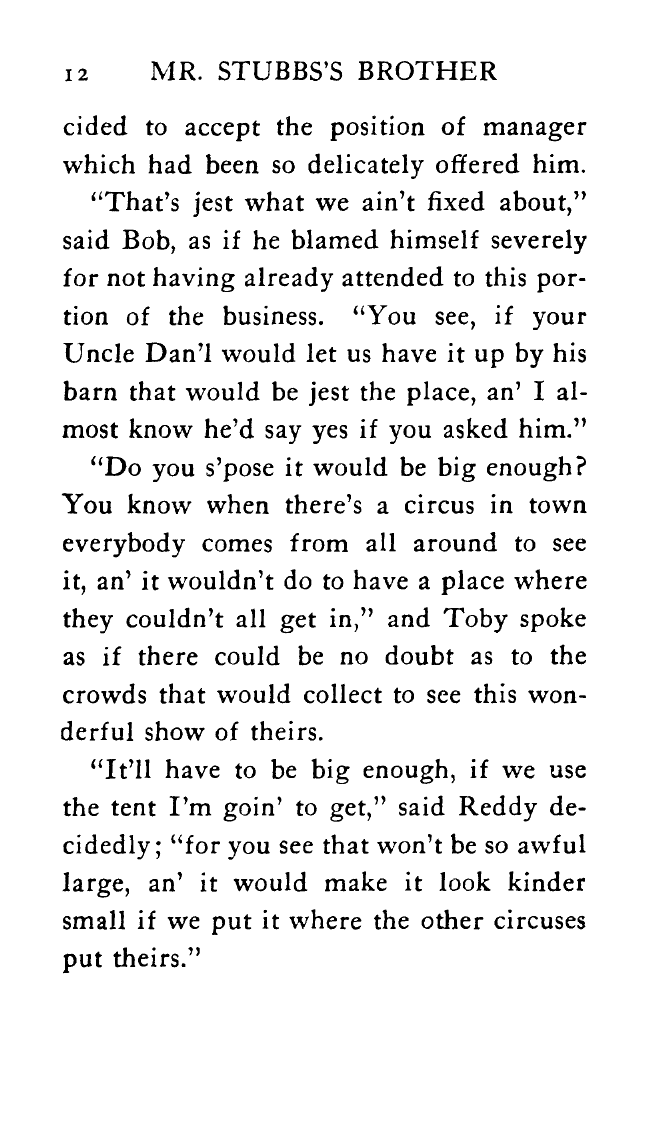 12 MR. STUBBS'S BROTHER
cided to accept the position of manager
which had been so delicately offered him.
“That's jest what we ain't fixed about,”
said Bob, as if he blamed himself severely
for not having already attended to this por-
tion of the business. “You see, if your
Uncle Dan'l would let us have it up by his
barn that would be jest the place, an' I al-
most know he'd say yes if you asked him.”
“Do you s'pose it would be big enough?
You know when there's a circus in town
everybody comes from all around to see
it, an' it wouldn't do to have a place where
they couldn't all get in,” and Toby spoke
as if there could be no doubt as to the
crowds that would collect to see this won-
derful show of theirs.
“It'll have to be big enough, if we use
the tent I'm goin' to get,” said Reddy de-
cidedly; “for you see that won't be so awful
large, an' it would make it look kinder
small if we put it where the other circuses
put theirs.”